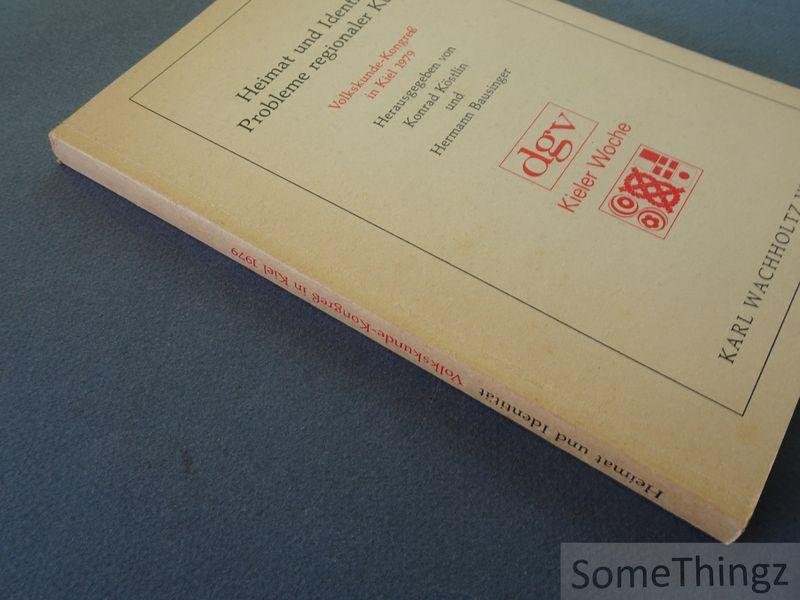 Heimat und
Probleme regionaler
Volkskunde-Kongreß
in Kiel 1979
Herausgegeben von
Konrad Köstlin
und
Hermann Bausinger
dgv
Kieler Woche
KARL WACHHOLTZ
Heimat und Identität Volkskunde-Kongreß in Kiel 1979
SomeThingz